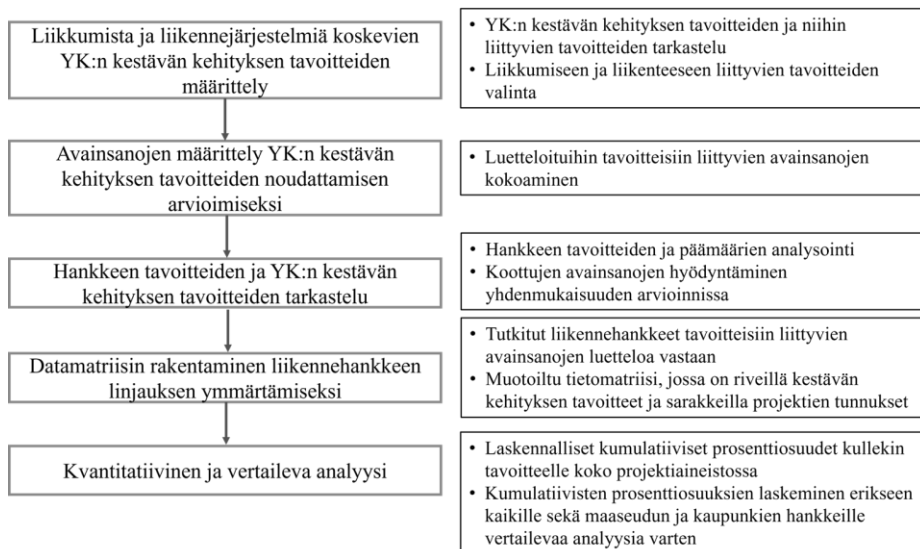 Liikkumista ja liikennejärjestelmiä koskevien
YK:n kestävän kehityksen tavoitteiden
määrittely
• YK:n kestävän kehityksen tavoitteiden ja niihin
liittyvien tavoitteiden tarkastelu
• Liikkumiseen ja liikenteeseen liittyvien tavoitteiden
valinta
Avainsanojen määrittely YK:n kestävän
kehityksen tavoitteiden noudattamisen
arvioimiseksi
• Luetteloituihin tavoitteisiin liittyvien avainsanojen
kokoaminen
Hankkeen tavoitteiden ja YK:n kestävän
kehityksen tavoitteiden tarkastelu
• Hankkeen tavoitteiden ja päämäärien analysointi
• Koottujen avainsanojen hyödyntäminen
yhdenmukaisuuden arvioinnissa
Datamatriisin rakentaminen liikennehankkeen
linjauksen ymmärtämiseksi
• Tutkitut liikennehankkeet tavoitteisiin liittyvien
avainsanojen luetteloa vastaan
• Muotoiltu tietomatriisi, jossa on riveillä kestävän
kehityksen tavoitteet ja sarakkeilla projektien tunnukset
Kvantitatiivinen ja vertaileva analyysi
• Laskennalliset kumulatiiviset prosenttiosuudet kullekin
tavoitteelle koko projektiaineistossa
• Kumulatiivisten prosenttiosuuksien laskeminen erikseen
kaikille sekä maaseudun ja kaupunkien hankkeille
vertailevaa analyysia varten